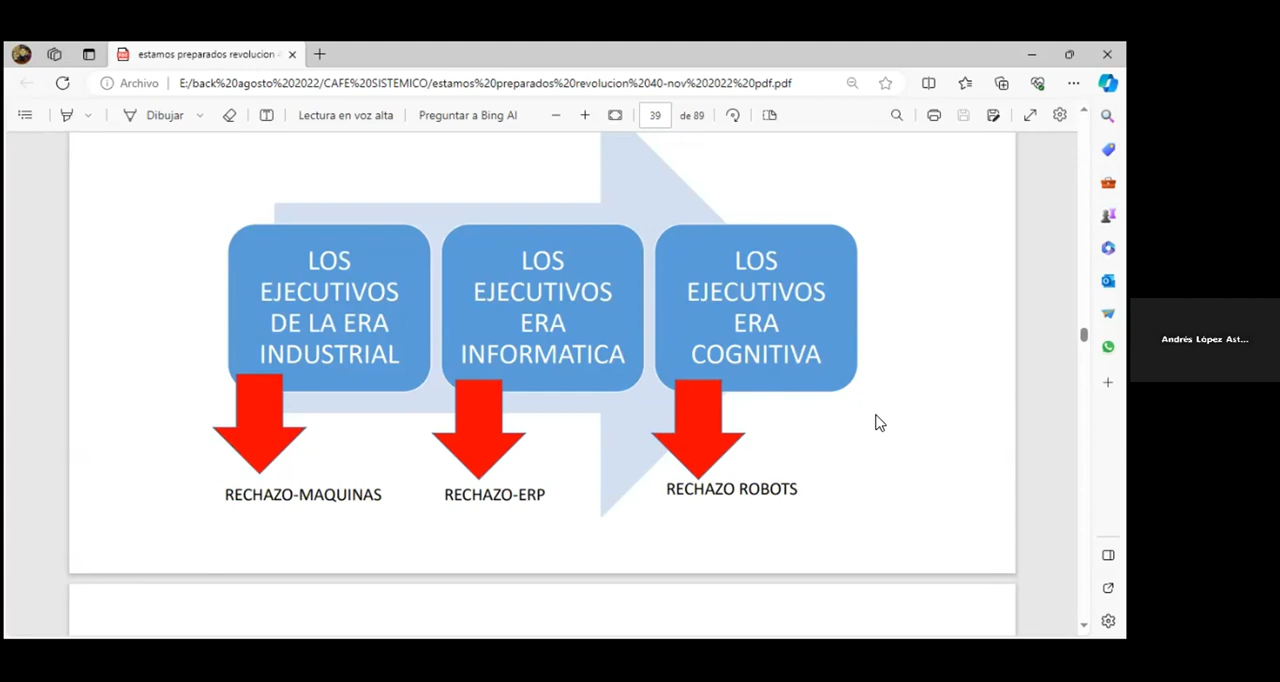 estamos preparados revolucion
Archivo
E:/back%20agosto%202022/CAFE%20SISTEMICO/estamos%20preparados%20revolucion%2040-nov%202022%20pdf.pdf
Dibujar
Lectura en voz alta
Preguntar a Bing AI
39
de 89
LOS
EJECUTIVOS
DE LA ERA
INDUSTRIAL
LOS
EJECUTIVOS
ERA
INFORMATICA
LOS
EJECUTIVOS
ERA
COGNITIVA
RECHAZO-MAQUINAS
RECHAZO-ERP
RECHAZO ROBOTS
Andrés López Ast...